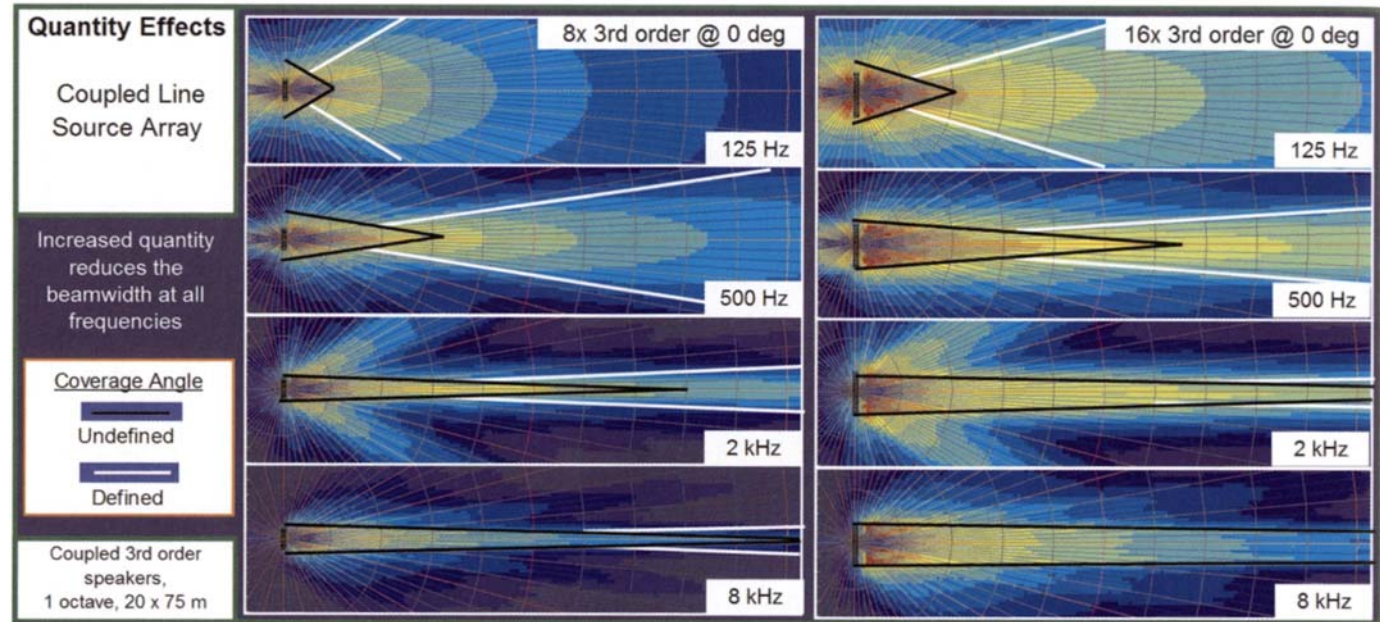 Quantity Effects
Coupled Line
Source Array
Increased quantity
reduces the
beamwidth at all
frequencies
Coverage Angle
Undefined
Defined
Coupled 3rd order
speakers,
1 octave, 20 x 75 m
8x 3rd order @ 0 deg
125 Hz
500 Hz
2 kHz
8 kHz
16x 3rd order @ 0 deg
125 Hz
500 Hz
2 kHz
8 kHz